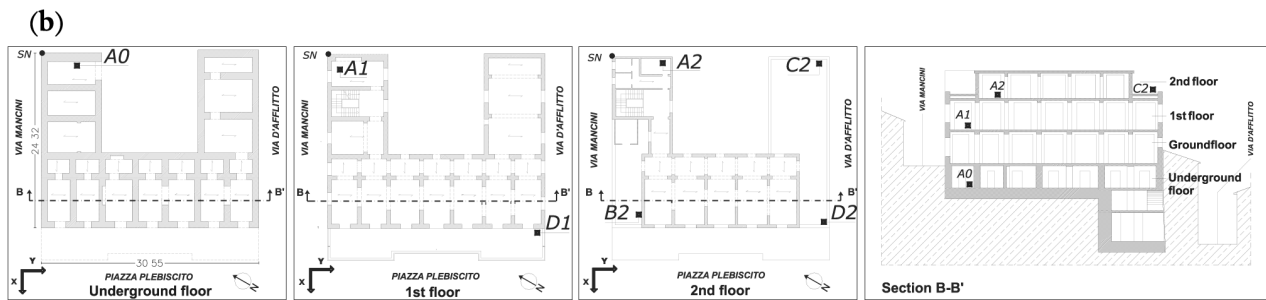 (b)
SN
A0
VIA MANCINI
24 32
VIA D'AFFLITTO
B
B'
30 55
Y
X
PIAZZA PLEBISCITO
N
Underground floor
SN
A1
VIA MANCINI
VIA D'AFFLITTO
B
B'
D1
Y
X
PIAZZA PLEBISCITO
N
1st floor
SN
A2
C2
VIA MANCINI
VIA D'AFFLITTO
B
B'
B2
D2
Y
X
PIAZZA PLEBISCITO
N
2nd floor
VIA MANCINI
A2
C2
2nd floor
A1
1st floor
VIA D'AFFLITTO
Groundfloor
A0
Underground
floor
Section B-B'